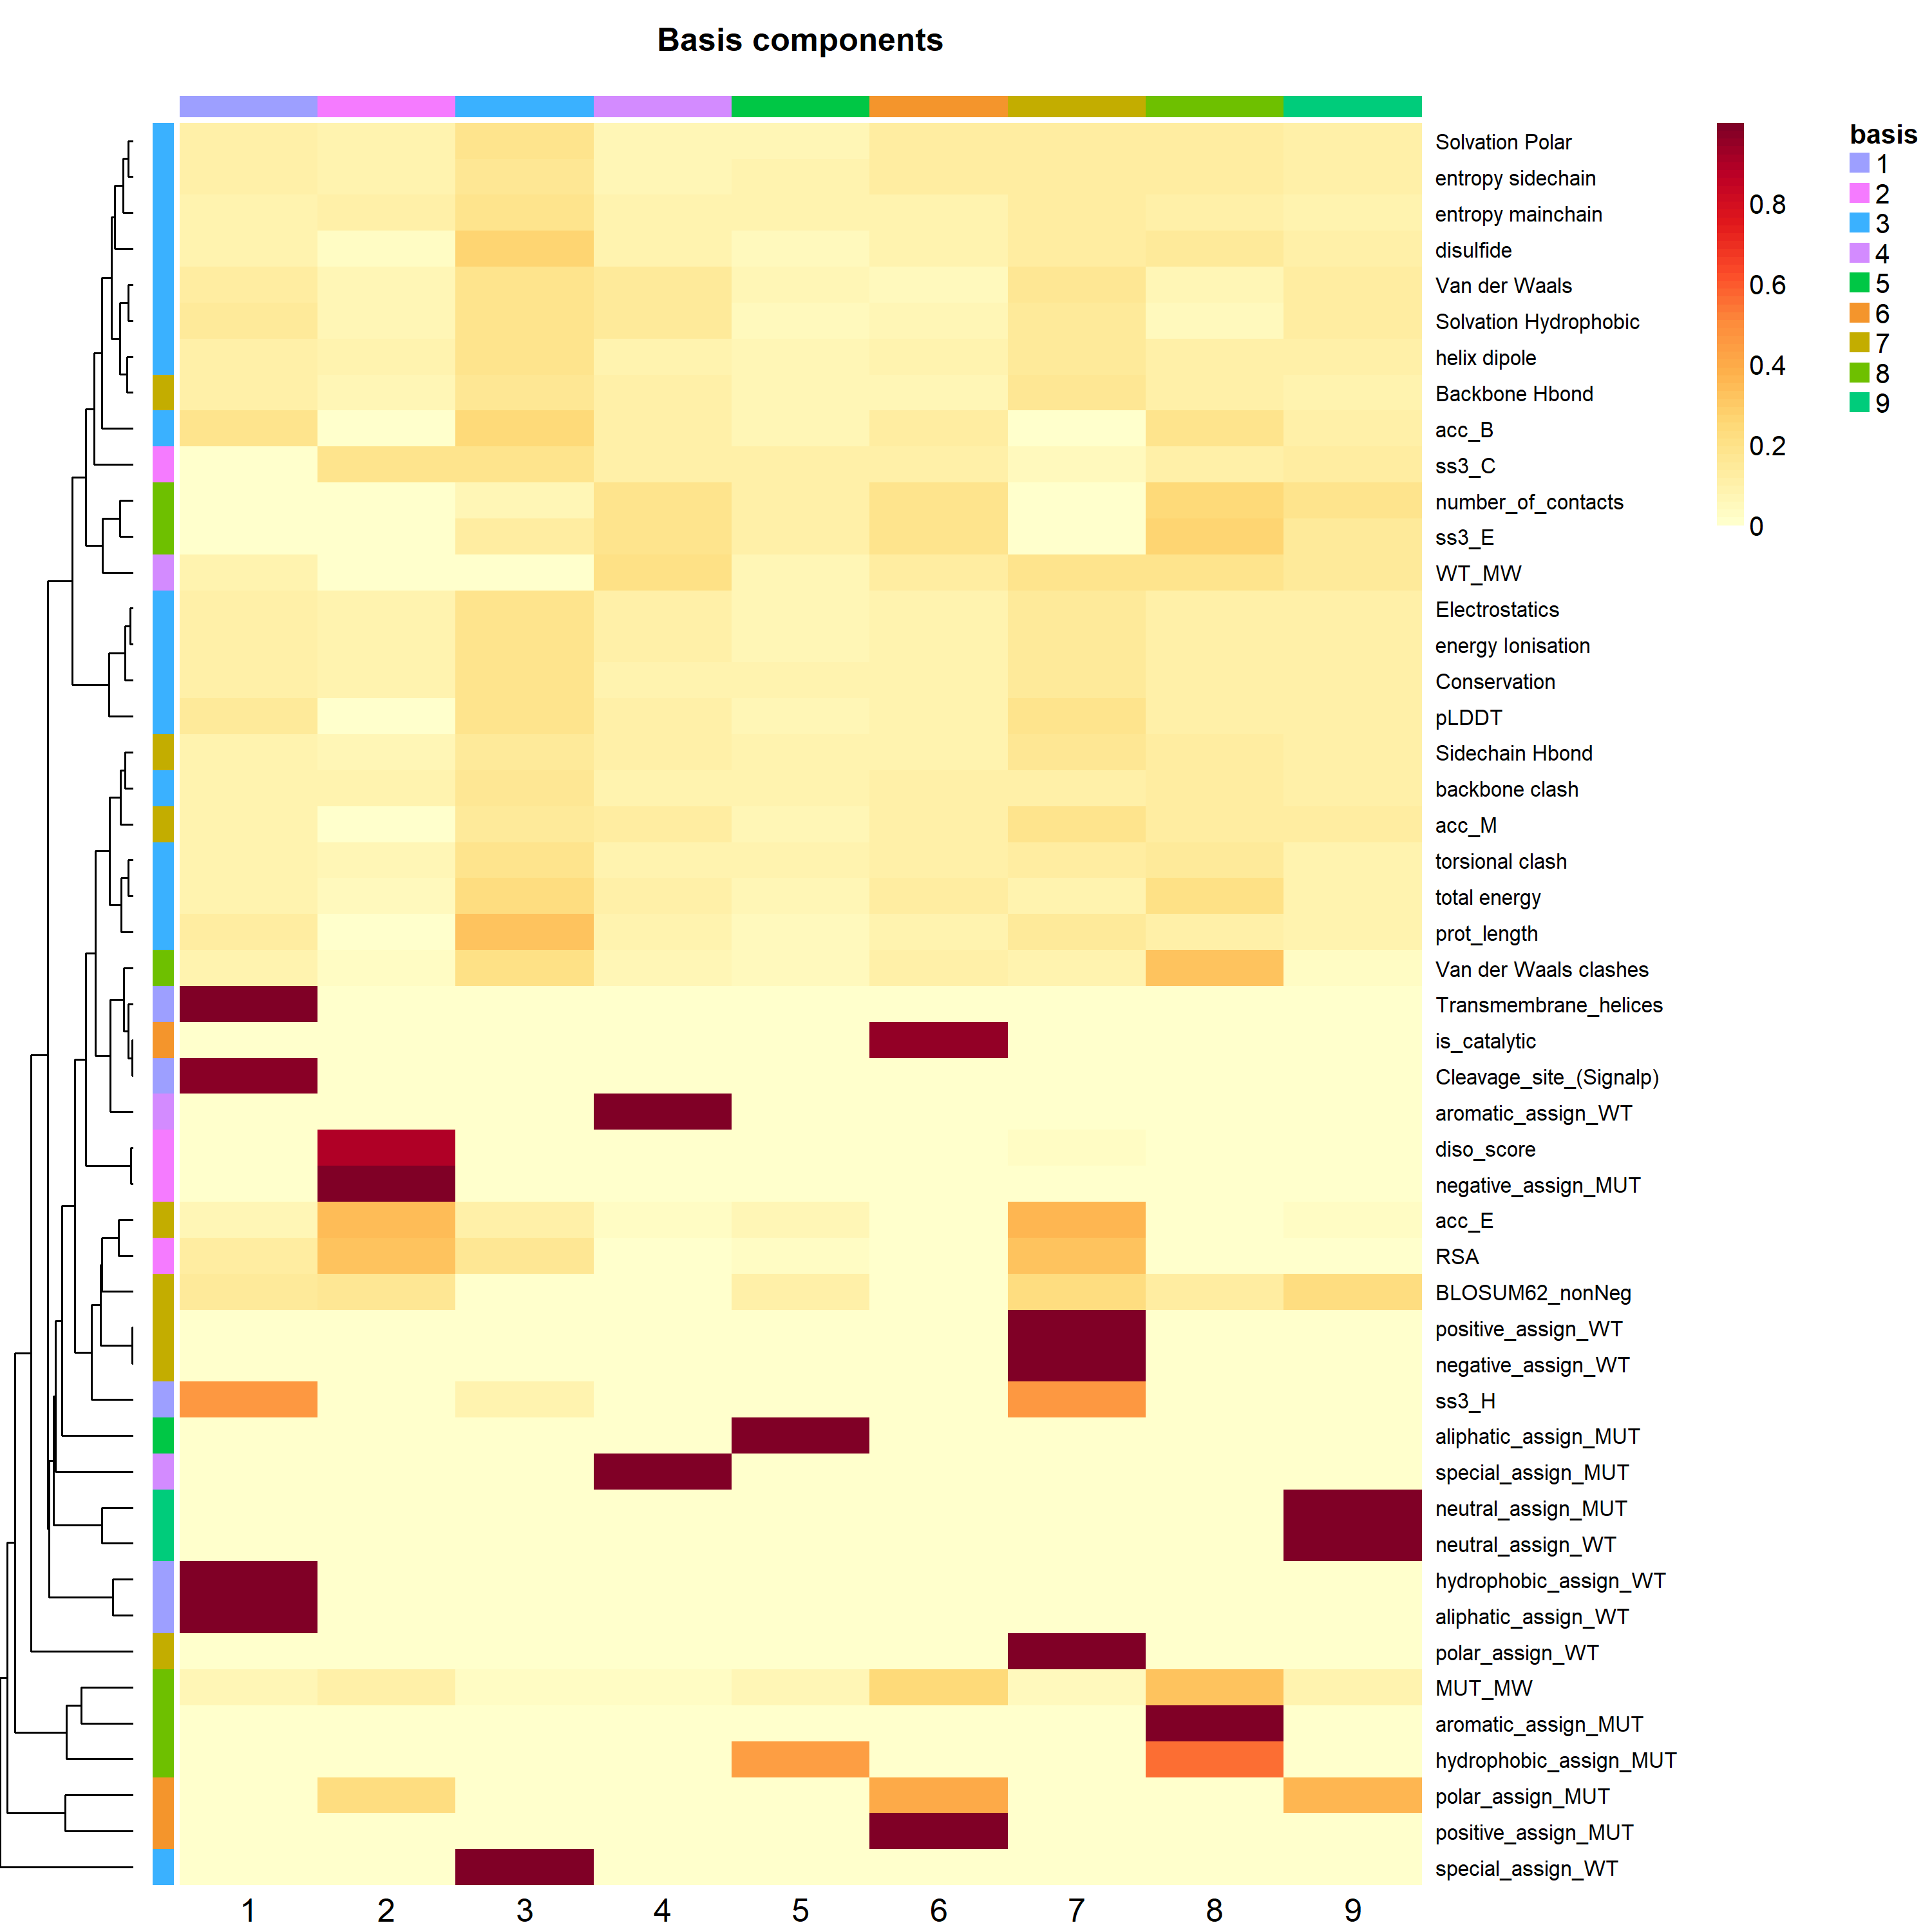 Basis components
Solvation Polar
entropy sidechain
entropy mainchain
disulfide
Van der Waals
Solvation Hydrophobic
helix dipole
Backbone Hbond
acc_B
ss3_C
number_of_contacts
ss3_E
WT_MW
Electrostatics
energy Ionisation
Conservation
pLDDT
Sidechain Hbond
backbone clash
acc_M
torsional clash
total energy
prot_length
Van der Waals clashes
Transmembrane_helices
is_catalytic
Cleavage_site_(Signalp)
aromatic_assign_WT
diso_score
negative_assign_MUT
acc_E
RSA
BLOSUM62_nonNeg
positive_assign_WT
negative_assign_WT
ss3_H
aliphatic_assign_MUT
special_assign_MUT
neutral_assign_MUT
neutral_assign_WT
hydrophobic_assign_WT
aliphatic_assign_WT
polar_assign_WT
MUT_MW
aromatic_assign_MUT
hydrophobic_assign_MUT
polar_assign_MUT
positive_assign_MUT
special_assign_WT
1 2 3 4 5 6 7 8 9
0.8
0.6
0.4
0.2
0
basis
1
2
3
4
5
6
7
8
9